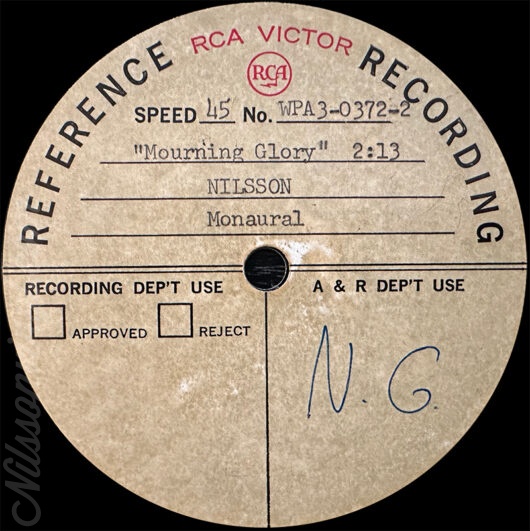 REFERENCE RECORDING
RCA VICTOR
RCA
SPEED 45 No. WPA3-0372-2
"Mourning Glory" 2:13
NILSSON
Monaural
RECORDING DEP'T USE
APPROVED REJECT
A & R DEP'T USE
N. G.